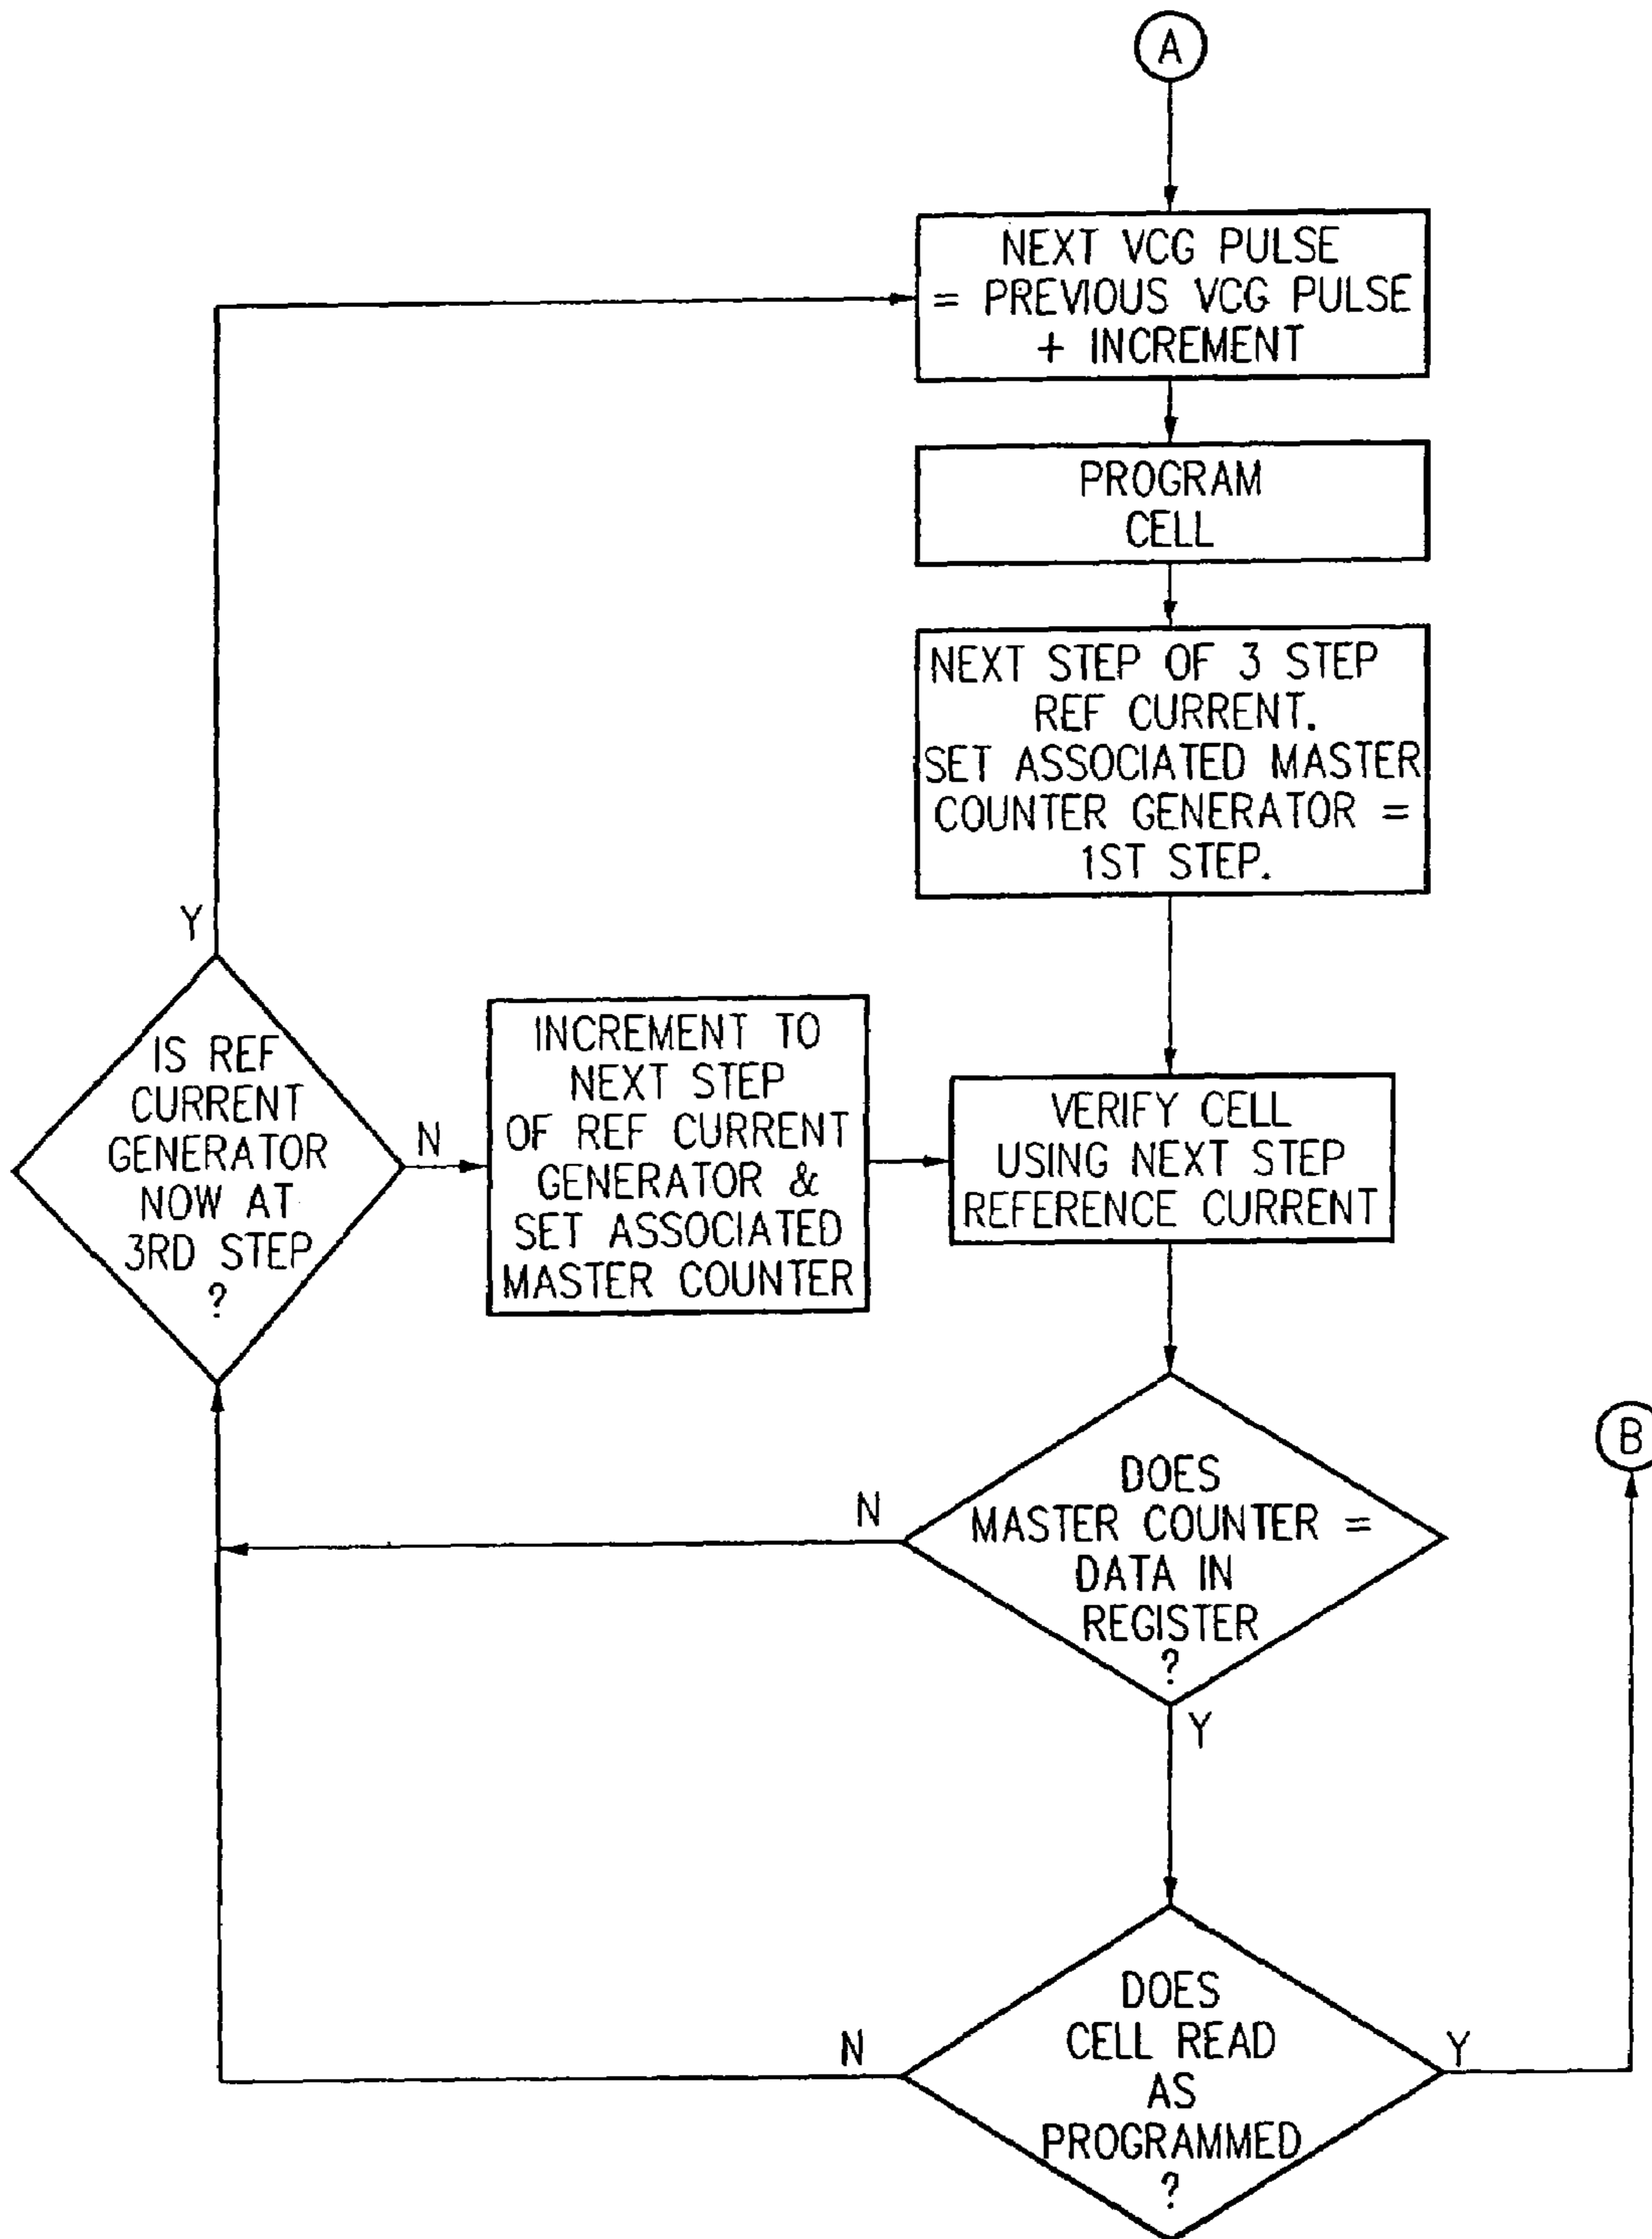 A
NEXT VCG PULSE
= PREVIOUS VCG PULSE
+ INCREMENT
PROGRAM
CELL
NEXT STEP OF 3 STEP
REF CURRENT.
SET ASSOCIATED MASTER
COUNTER GENERATOR =
1ST STEP.
Y
IS REF
CURRENT
GENERATOR
NOW AT
3RD STEP
?
N
INCREMENT TO
NEXT STEP
OF REF CURRENT
GENERATOR &
SET ASSOCIATED
MASTER COUNTER
VERIFY CELL
USING NEXT STEP
REFERENCE CURRENT
B
N
DOES
MASTER COUNTER =
DATA IN
REGISTER
?
Y
N
DOES
CELL READ
AS
PROGRAMMED
?
Y